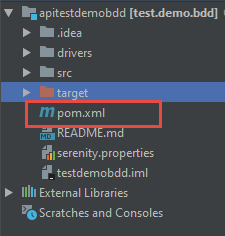 apitestdemobdd [test.demo.bdd]
.idea
drivers
src
target
pom.xml
README.md
serenity.properties
testdemobdd.iml
External Libraries
Scratches and Consoles